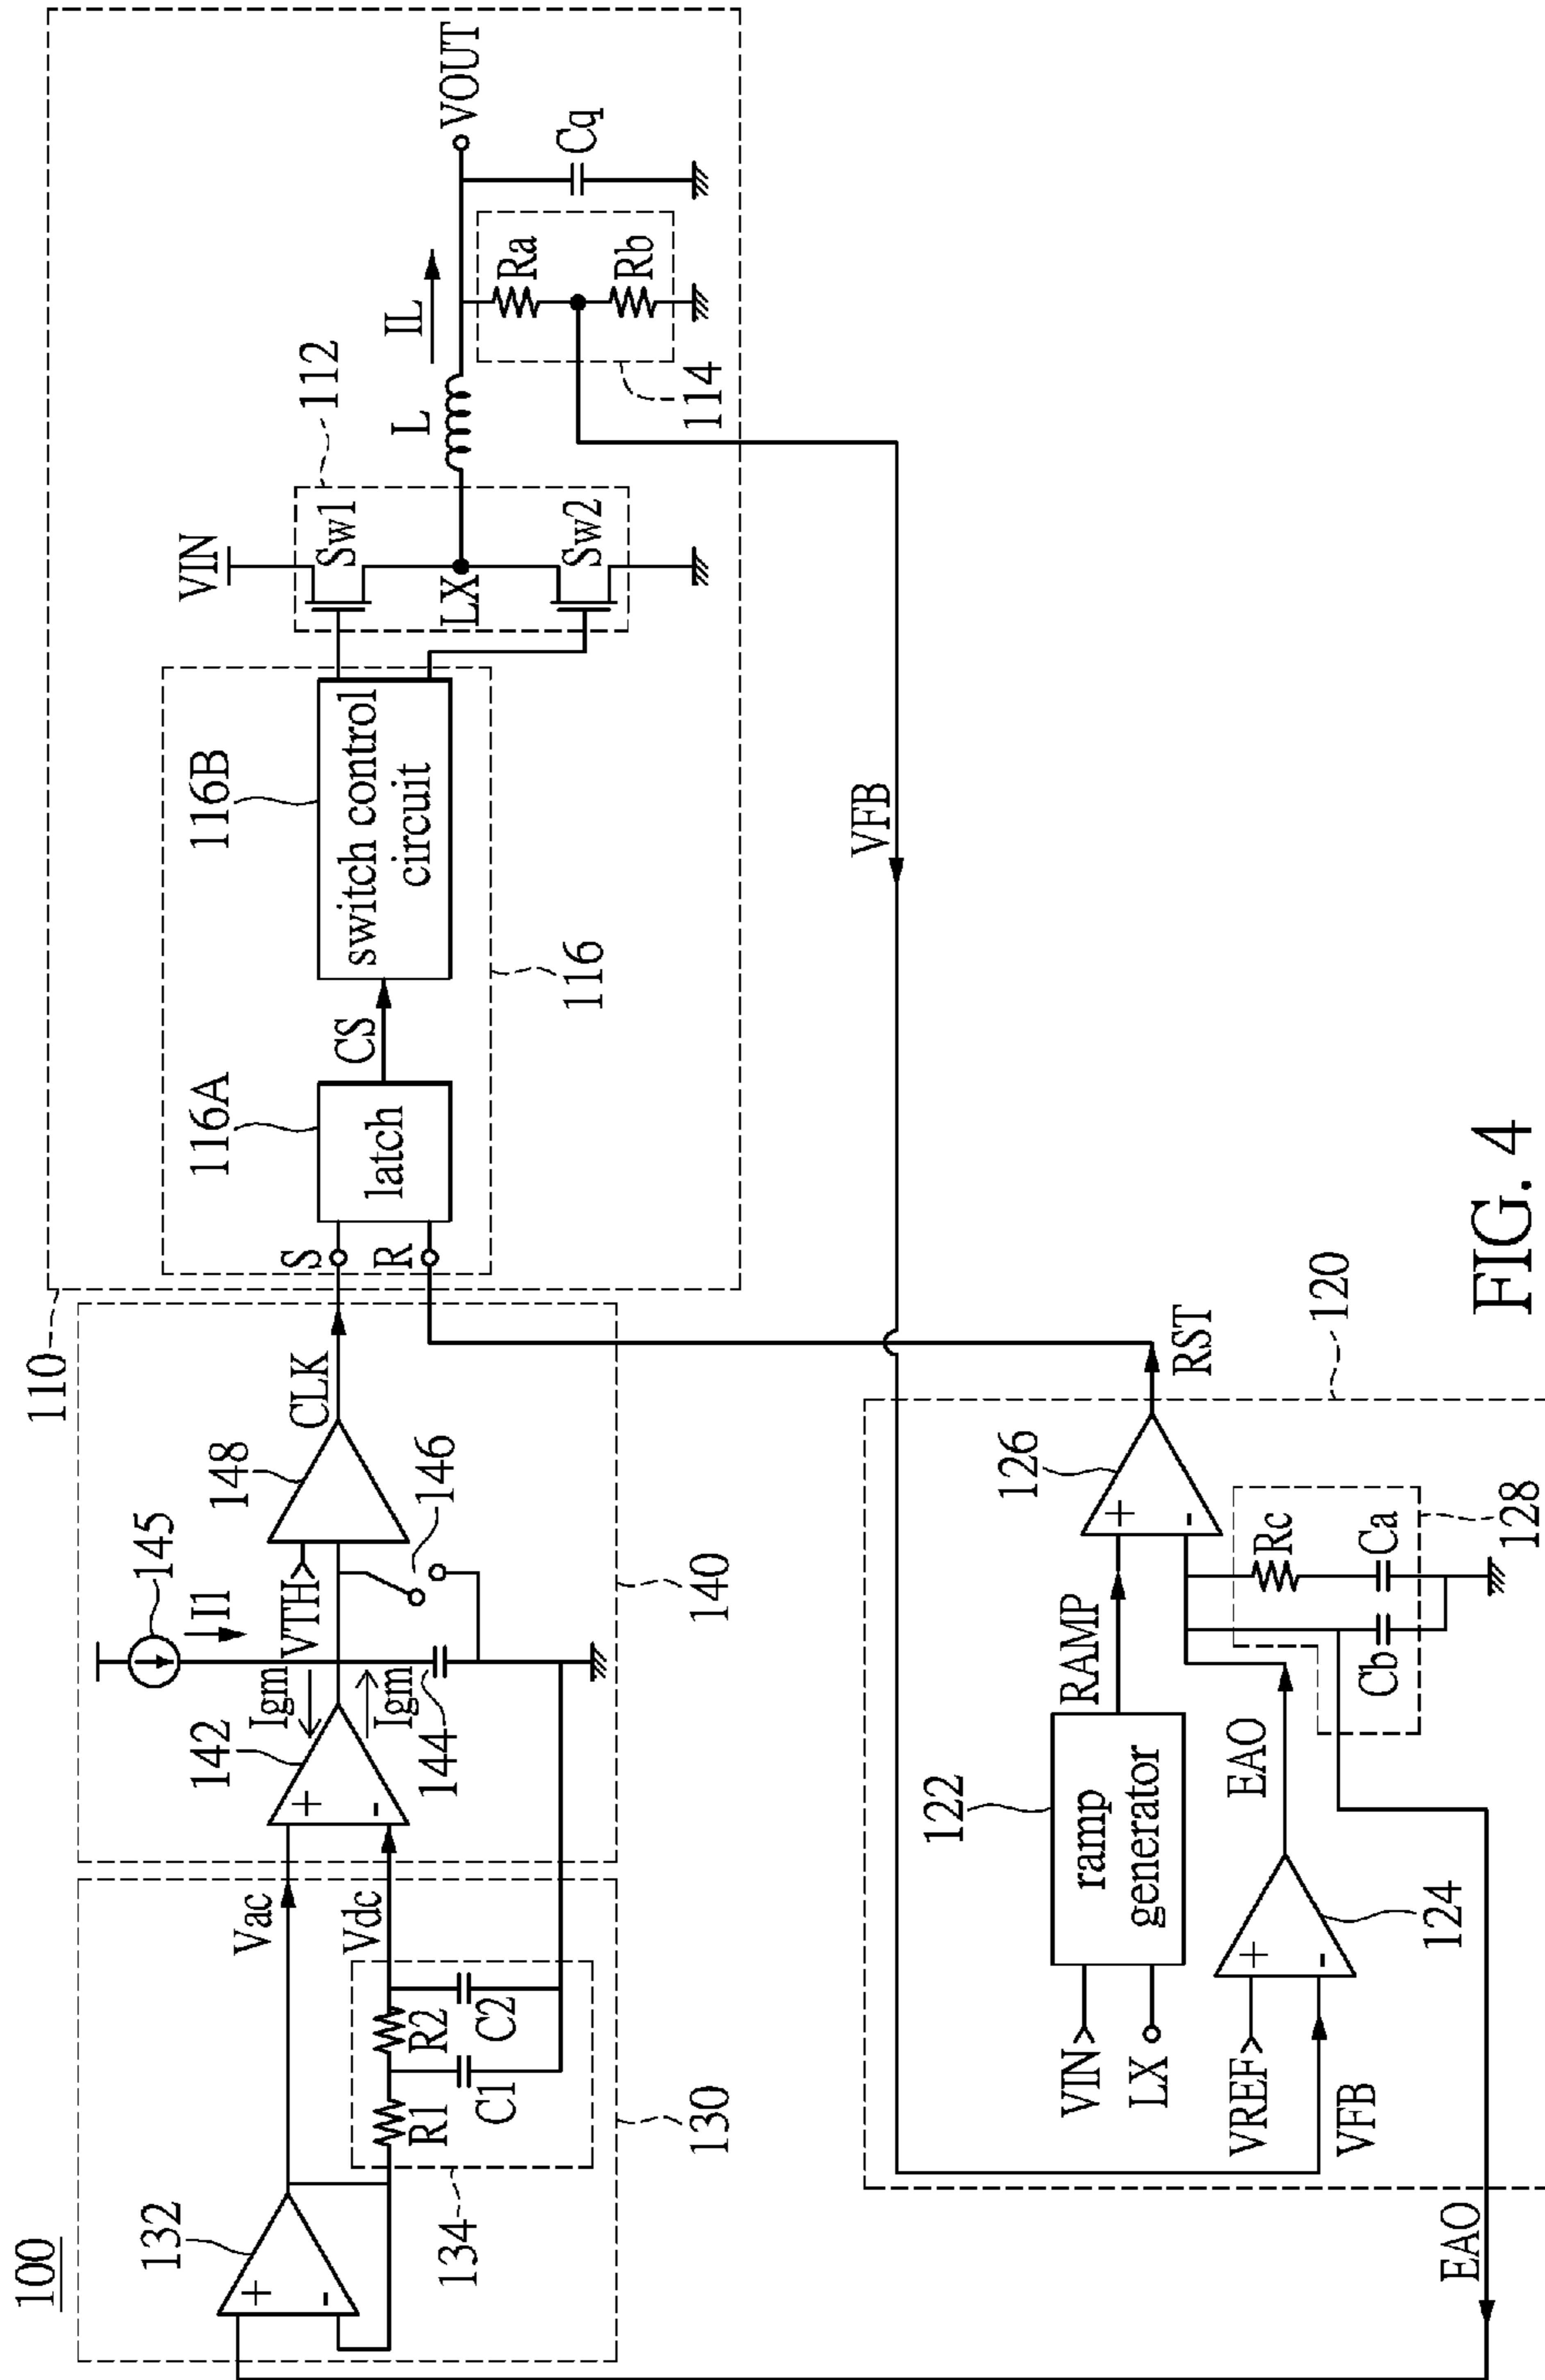 100
132
134
R1
R2
C1
C2
130
Vac
Vdc
142
Igm
Igm
144
145
I1
VTH
148
146
140
CLK
110
S
R
116A
latch
CS
116B
switch control
circuit
116
VIN
112
Sw1
LX
Sw2
L
IL
VOUT
Ra
Rb
114
Cq
VFB
+
-
+
-
122
ramp
generator
VIN
LX
VREF
VFB
+
-
124
EAO
RAMP
126
+
-
RST
Rc
Ca
Cb
128
120
EAO
FIG. 4